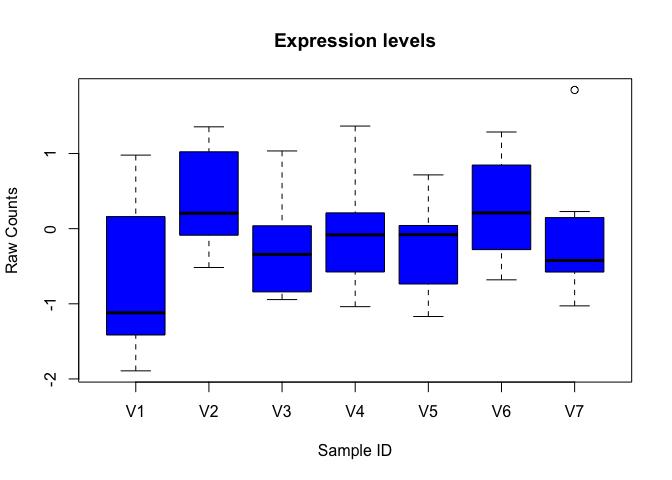 Expression levels
Raw Counts
1
0
-1
-2
V1 V2 V3 V4 V5 V6 V7
Sample ID